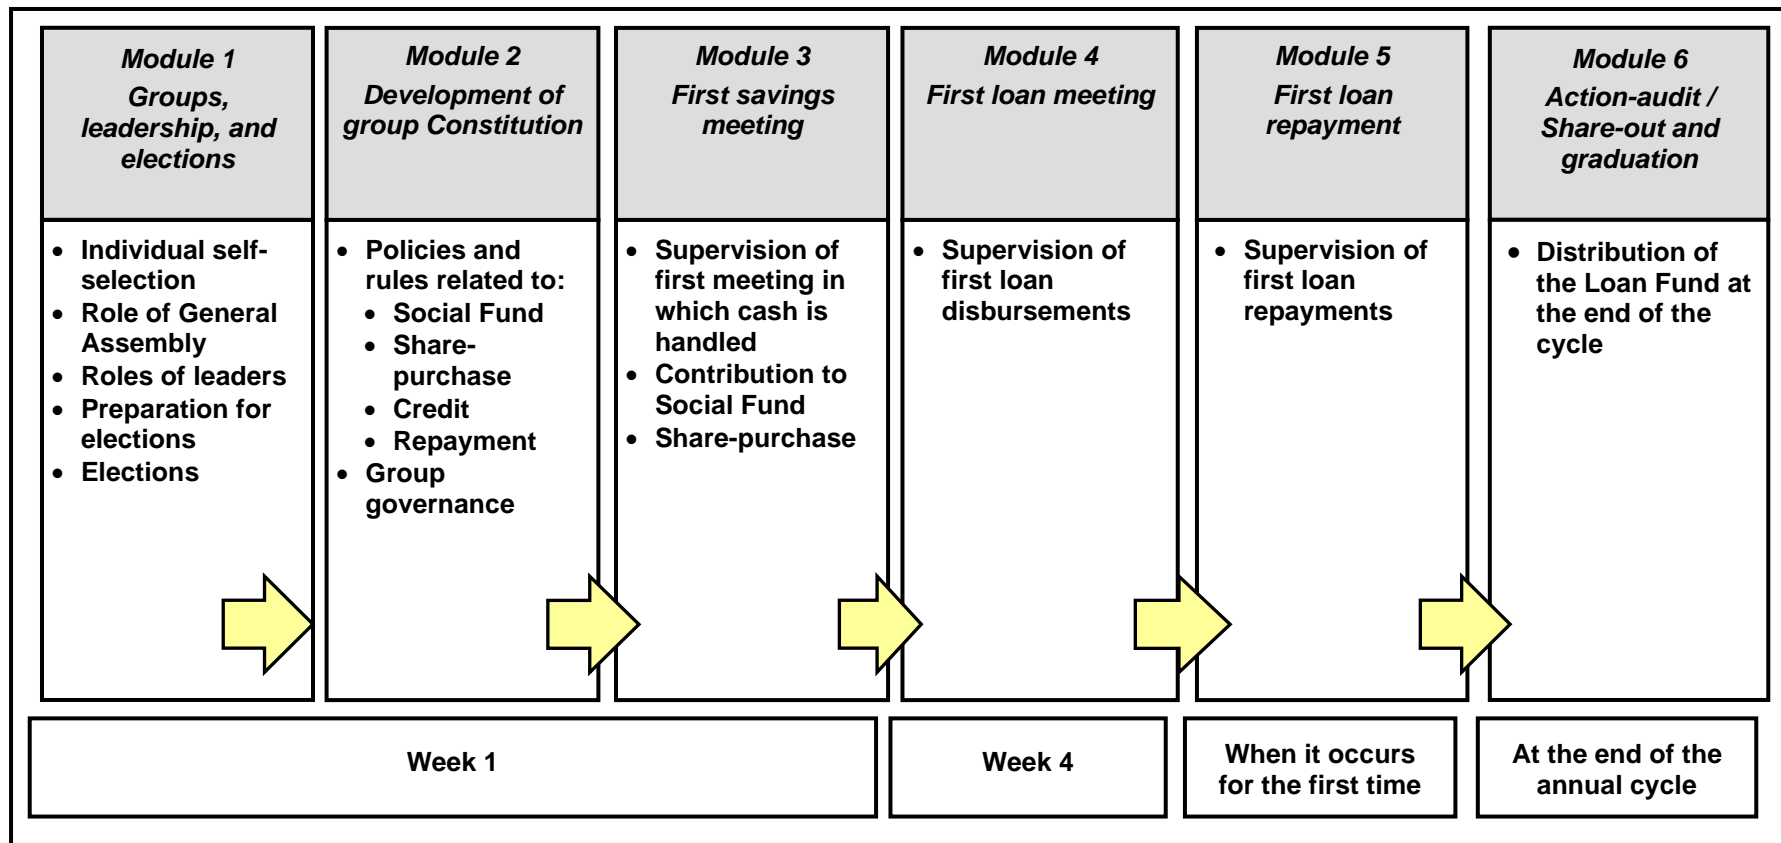 Module 1
Groups,
leadership, and
elections
• Individual self-
selection
• Role of General
Assembly
• Roles of leaders
• Preparation for
elections
• Elections
Module 2
Development of
group Constitution
• Policies and
rules related to:
• Social Fund
• Share-
purchase
• Credit
• Repayment
• Group
governance
Module 3
First savings
meeting
• Supervision of
first meeting in
which cash is
handled
• Contribution to
Social Fund
• Share-purchase
Module 4
First loan meeting
• Supervision of
first loan
disbursements
Module 5
First loan
repayment
• Supervision of
first loan
repayments
Module 6
Action-audit /
Share-out and
graduation
• Distribution of
the Loan Fund at
the end of the
cycle
Week 1
Week 4
When it occurs
for the first time
At the end of the
annual cycle